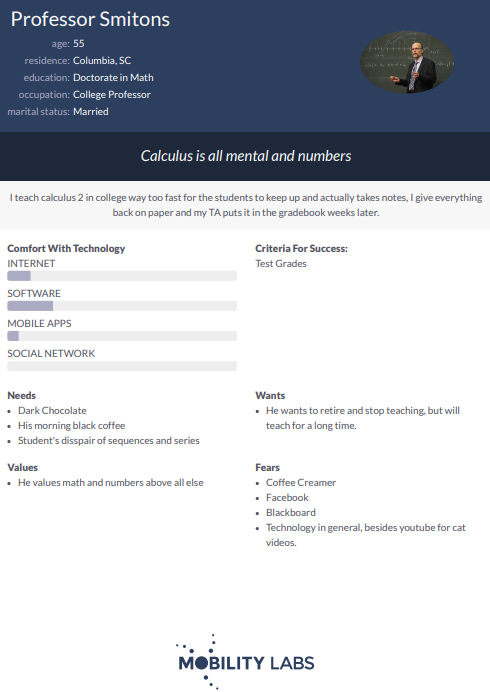 Professor Smitons
age: 55
residence: Columbia, SC
education: Doctorate in Math
occupation: College Professor
marital status: Married
Calculus is all mental and numbers
I teach calculus 2 in college way too fast for the students to keep up and actually takes notes, I give everything
back on paper and my TA puts it in the gradebook weeks later.
Comfort With Technology
INTERNET
SOFTWARE
MOBILE APPS
SOCIAL NETWORK
Criteria For Success:
Test Grades
Needs
• Dark Chocolate
• His morning black coffee
• Student's disspair of sequences and series
Wants
• He wants to retire and stop teaching, but will
teach for a long time.
Values
• He values math and numbers above all else
Fears
• Coffee Creamer
• Facebook
• Blackboard
• Technology in general, besides youtube for cat
videos.
MOBILITY LABS